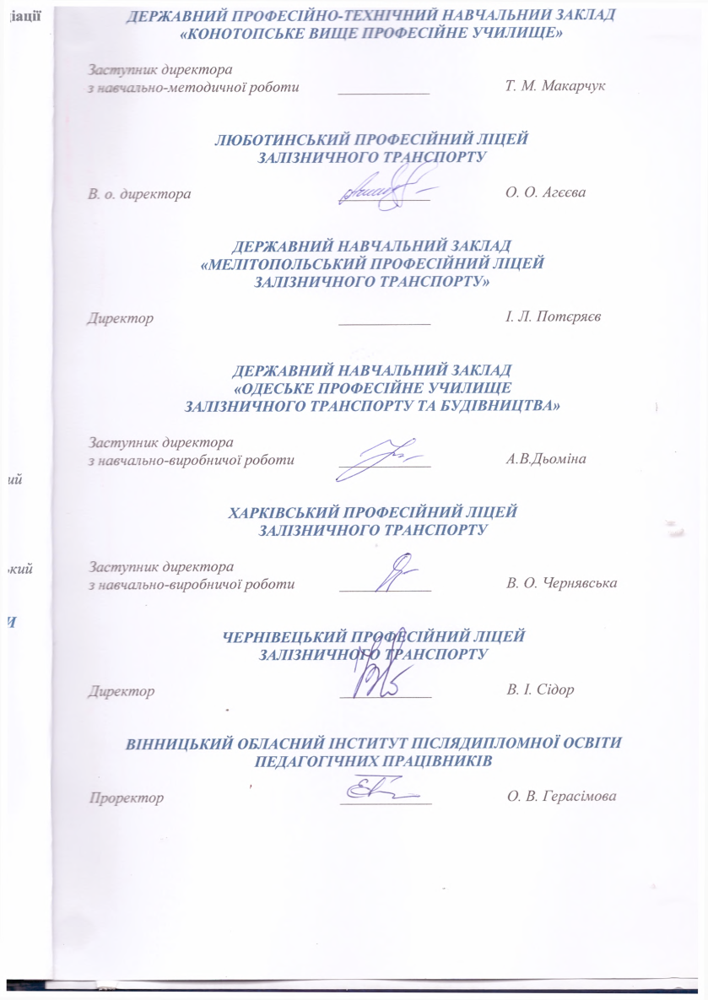 ДЕРЖАВНИЙ ПРОФЕСІЙНО-ТЕХНІЧНИЙ НАВЧАЛЬНИИ ЗАКЛАД
«КОНОТОПСЬКЕ ВИЩЕ ПРОФЕСІЙНЕ УЧИЛИЩЕ»
Заступник директора
з навчально-методичної роботи Т. М. Макарчук
ЛЮБОТИНСЬКИЙ ПРОФЕСІЙНИЙ ЛІЦЕЙ
ЗАЛІЗНИЧНОГО ТРАНСПОРТУ
В. о. директора О. О. Агєєва
ДЕРЖАВНИЙ НАВЧАЛЬНИЙ ЗАКЛАД
«МЕЛІТОПОЛЬСЬКИЙ ПРОФЕСІЙНИЙ ЛІЦЕЙ
ЗАЛІЗНИЧНОГО ТРАНСПОРТУ»
Директор І. Л. Потєряєв
ДЕРЖАВНИЙ НАВЧАЛЬНИЙ ЗАКЛАД
«ОДЕСЬКЕ ПРОФЕСІЙНЕ УЧИЛИЩЕ
ЗАЛІЗНИЧНОГО ТРАНСПОРТУ ТА БУДІВНИЦТВА»
Заступник директора
з навчально-виробничої роботи А.В.Дьоміна
ХАРКІВСЬКИЙ ПРОФЕСІЙНИЙ ЛІЦЕЙ
ЗАЛІЗНИЧНОГО ТРАНСПОРТУ
Заступник директора
з навчально-виробничої роботи В. О. Чернявська
ЧЕРНІВЕЦЬКИЙ ПРОФЕСІЙНИЙ ЛІЦЕЙ
ЗАЛІЗНИЧНОГО ТРАНСПОРТУ
Директор В. І. Сідор
ВІННИЦЬКИЙ ОБЛАСНИЙ ІНСТИТУТ ПІСЛЯДИПЛОМНОЇ ОСВІТИ
ПЕДАГОГІЧНИХ ПРАЦІВНИКІВ
Проректор О. В. Герасімова